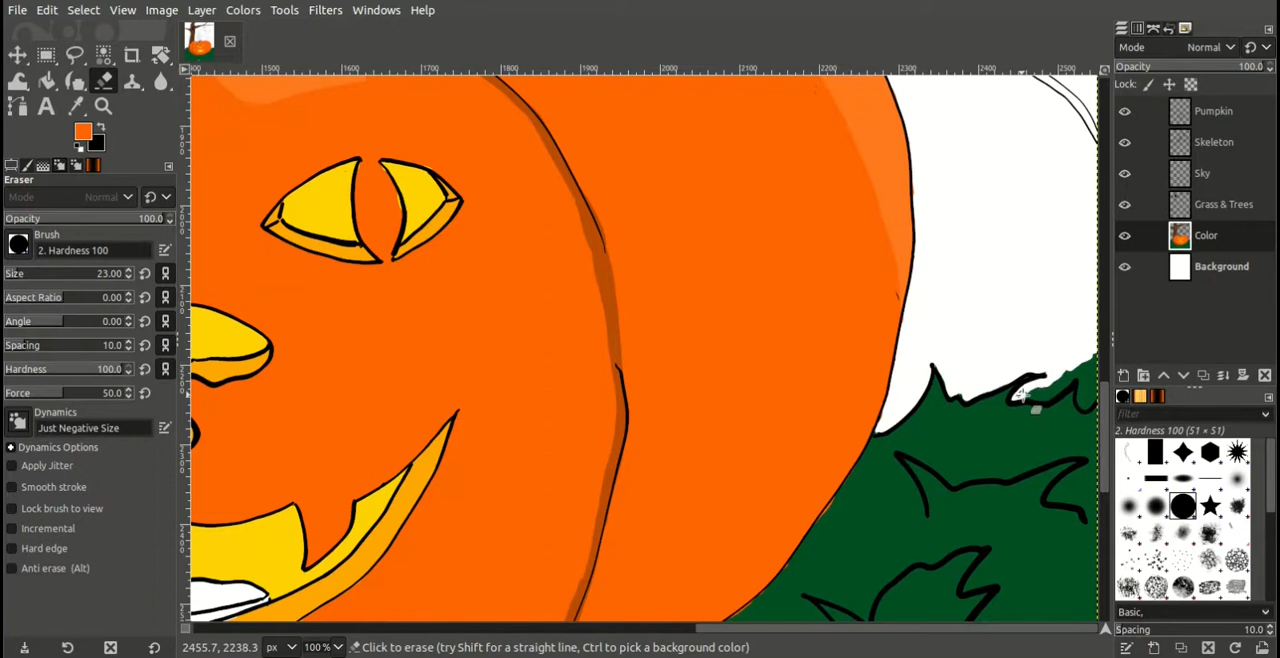 File Edit Select View Image Layer Colors Tools Filters Windows Help
1500 1600 1700 1800 1900 2000 2100 2200 2300 2400 2500
Eraser
Mode Normal
Opacity 100.0
Brush
2. Hardness 100
Size 23.00
Aspect Ratio 0.00
Angle 0.00
Spacing 10.0
Hardness 100.0
Force 50.0
Dynamics
Just Negative Size
Dynamics Options
Apply Jitter
Smooth stroke
Lock brush to view
Incremental
Hard edge
Anti erase (Alt)
Mode Normal
Opacity 100.0
Lock:
Pumpkin
Skeleton
Sky
Grass & Trees
Color
Background
filter
2. Hardness 100 (51 × 51)
Basic,
Spacing 10.0
2455.7, 2238.3 px 100% Click to erase (try Shift for a straight line, Ctrl to pick a background color)